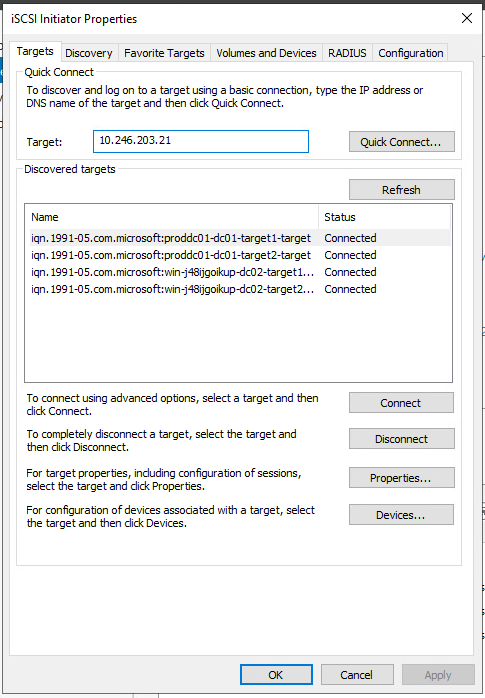 iSCSI Initiator Properties
Targets Discovery Favorite Targets Volumes and Devices RADIUS Configuration
Quick Connect
To discover and log on to a target using a basic connection, type the IP address or
DNS name of the target and then click Quick Connect.
Target: 10.246.203.21 Quick Connect...
Discovered targets
Refresh
Name Status
iqn.1991-05.com.microsoft:proddc01-dc01-target1-target Connected
iqn.1991-05.com.microsoft:proddc01-dc01-target2-target Connected
iqn.1991-05.com.microsoft:win-j48ijgoikup-dc02-target1... Connected
iqn.1991-05.com.microsoft:win-j48ijgoikup-dc02-target2... Connected
To connect using advanced options, select a target and then
click Connect.
Connect
To completely disconnect a target, select the target and
then click Disconnect.
Disconnect
For target properties, including configuration of sessions,
select the target and click Properties.
Properties...
For configuration of devices associated with a target, select
the target and then click Devices.
Devices...
OK Cancel Apply